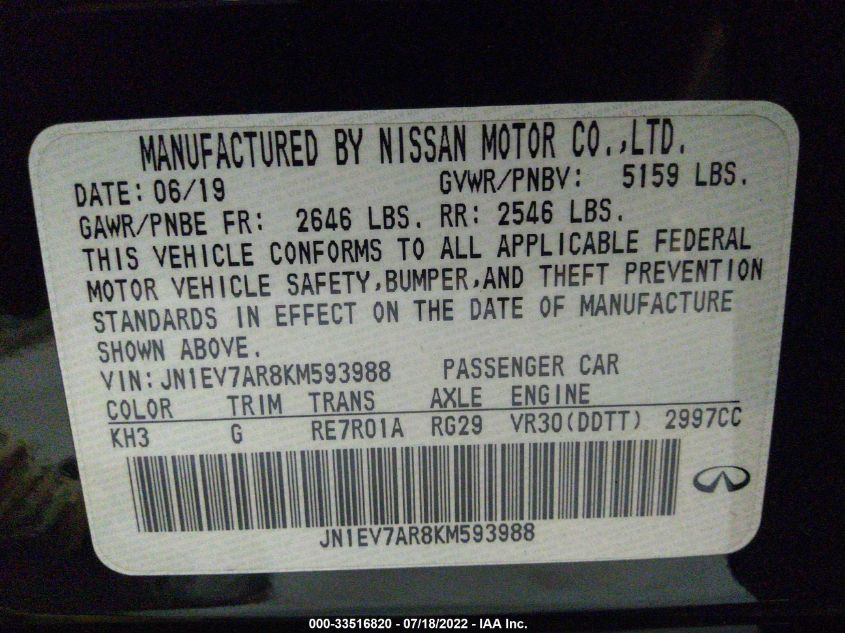 MANUFACTURED BY NISSAN MOTOR CO.,LTD.
DATE: 06/19 GVWR/PNBV: 5159 LBS.
GAWR/PNBE FR: 2646 LBS. RR: 2546 LBS.
THIS VEHICLE CONFORMS TO ALL APPLICABLE FEDERAL
MOTOR VEHICLE SAFETY,BUMPER,AND THEFT PREVENTION
STANDARDS IN EFFECT ON THE DATE OF MANUFACTURE
SHOWN ABOVE.
VIN: JN1EV7AR8KM593988 PASSENGER CAR
COLOR TRIM TRANS AXLE ENGINE
KH3 G RE7R01A RG29 VR30(DDTT) 2997CC
JN1EV7AR8KM593988
000-33516820 - 07/18/2022 - IAA Inc.